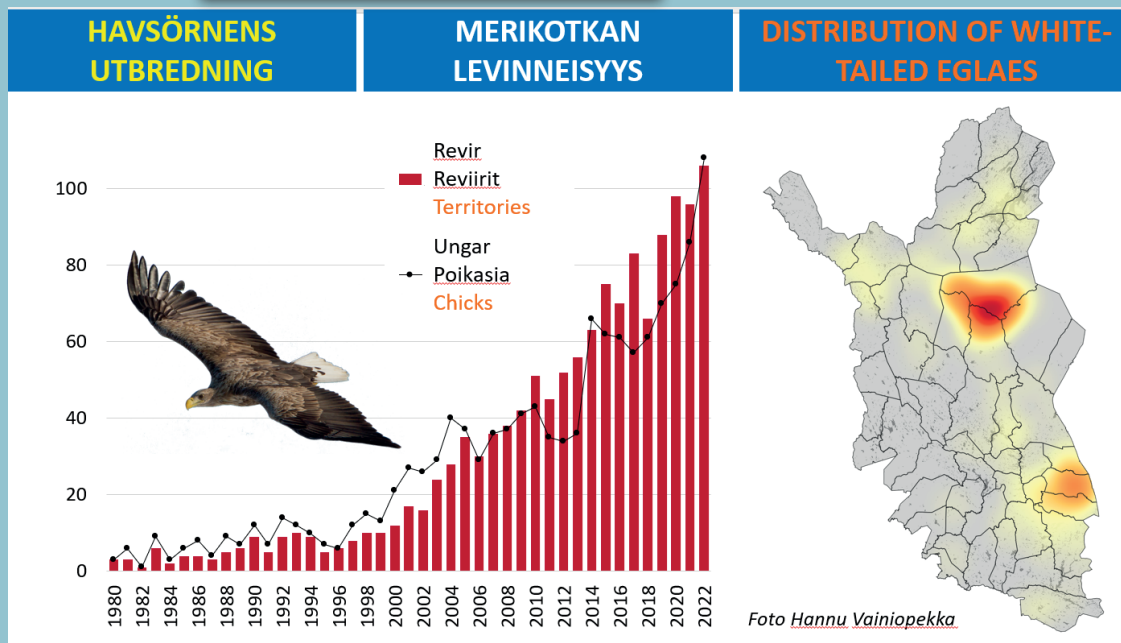 HAVSÖRNENS
UTBREDNING
MERIKOTKAN
LEVINNEISYYS
DISTRIBUTION OF WHITE-
TAILED EGLAES
Revir
Reviirit
Territories
Ungar
Poikasia
Chicks
100
80
60
40
20
0
1980
1982
1984
1986
1988
1990
1992
1994
1996
1998
2000
2002
2004
2006
2008
2010
2012
2014
2016
2018
2020
2022
Foto Hannu Vainiopekka